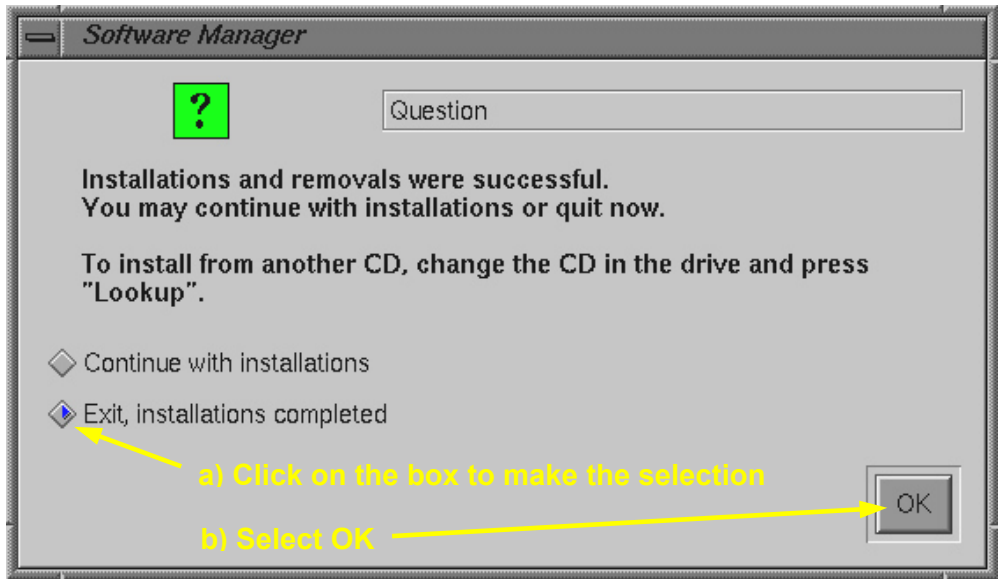 Software Manager
?
Question
Installations and removals were successful.
You may continue with installations or quit now.
To install from another CD, change the CD in the drive and press
"Lookup".
Continue with installations
Exit, installations completed
a) Click on the box to make the selection
OK
b) Select OK